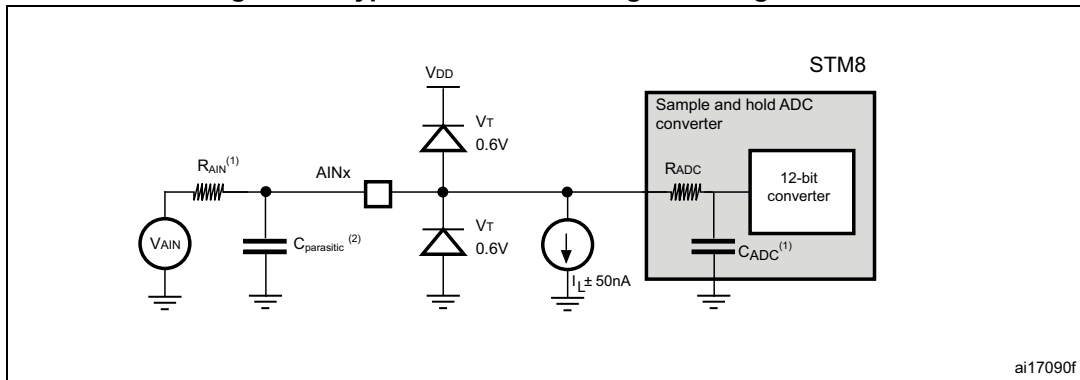 STM8
VDD
Sample and hold ADC
converter
VT
0.6V
RAIN(1)
AINx
RADC
12-bit
converter
VAIN
Cparasitic (2)
VT
0.6V
IL± 50nA
CADC(1)
ai17090f